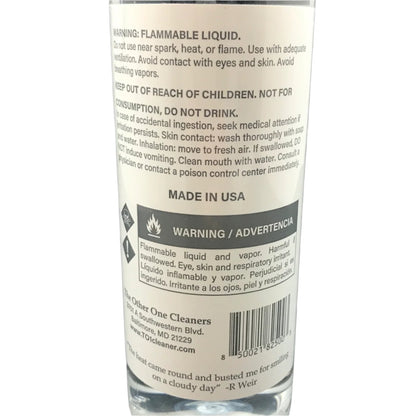 WARNING: FLAMMABLE LIQUID.
Do not use near spark, heat, or flame. Use with adequate
ventilation. Avoid contact with eyes and skin. Avoid
breathing vapors.
KEEP OUT OF REACH OF CHILDREN. NOT FOR
CONSUMPTION, DO NOT DRINK.
In case of accidental ingestion, seek medical attention if
irritation persists. Skin contact: wash thoroughly with soap
and water. Inhalation: move to fresh air. If swallowed, DO
NOT induce vomiting. Clean mouth with water. Consult a
physician or contact a poison control center immediately.
MADE IN USA
WARNING / ADVERTENCIA
Flammable liquid and vapor. Harmful if
swallowed. Eye, skin and respiratory irritant.
Líquido inflamable y vapor. Perjudicial si es
ingerido. Irritante a los ojos, piel y respiración.
The Other One Cleaners
A Southwestern Blvd.
Baltimore, MD 21229
www.TO1cleaner.com
8 50021 82500
"The heat came round and busted me for smiling
on a cloudy day" -R Weir